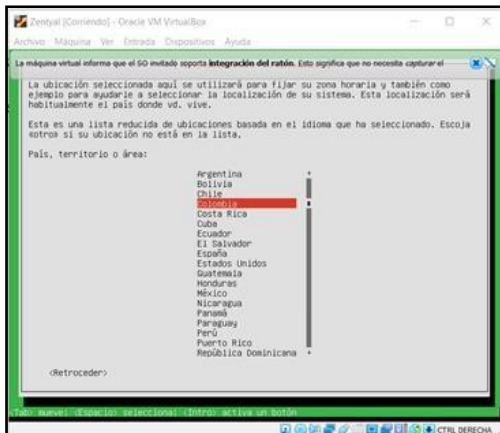 Zentyal [Corriendo] - Oracle VM VirtualBox
Archivo Máquina Ver Entrada Dispositivos Ayuda
La máquina virtual informa que el SO invitado soporta integración del ratón. Esto significa que no necesita capturar el
La ubicación seleccionada aquí se utilizará para fijar su zona horaria y también como
ejemplo para ayudarle a seleccionar la localización de su sistema. Esta localización será
habitualmente el país donde vd. vive.
Esta es una lista reducida de ubicaciones basada en el idioma que ha seleccionado. Escoja
«otro» si su ubicación no está en la lista.
País, territorio o área:
Argentina
Bolivia
Chile
Colombia
Costa Rica
Cuba
Ecuador
El Salvador
España
Estados Unidos
Guatemala
Honduras
México
Nicaragua
Panamá
Paraguay
Perú
Puerto Rico
República Dominicana
<Retroceder>
<Tab> mueve; <Espacio> selecciona; <Intro> activa un botón
CTRL DERECHA